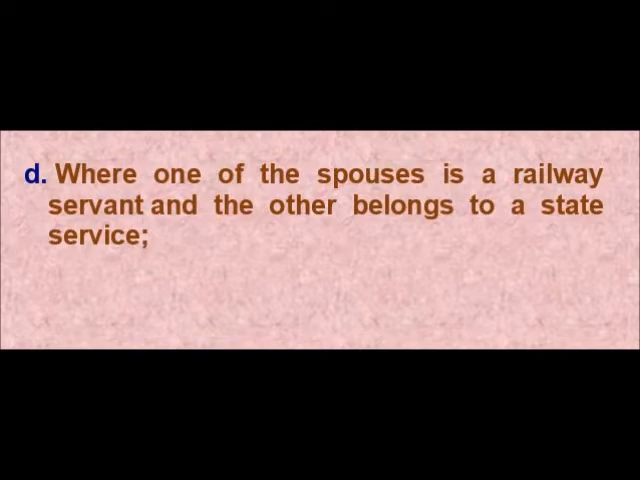 d. Where one of the spouses is a railway
servant and the other belongs to a state
service;